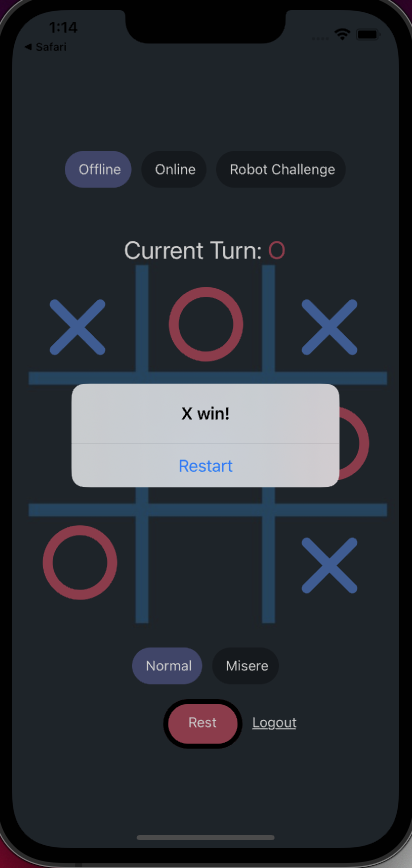 1:14
◀ Safari
Offline Online Robot Challenge
Current Turn: O
X O X
X win!
Restart
O X
Normal Misere
Rest Logout